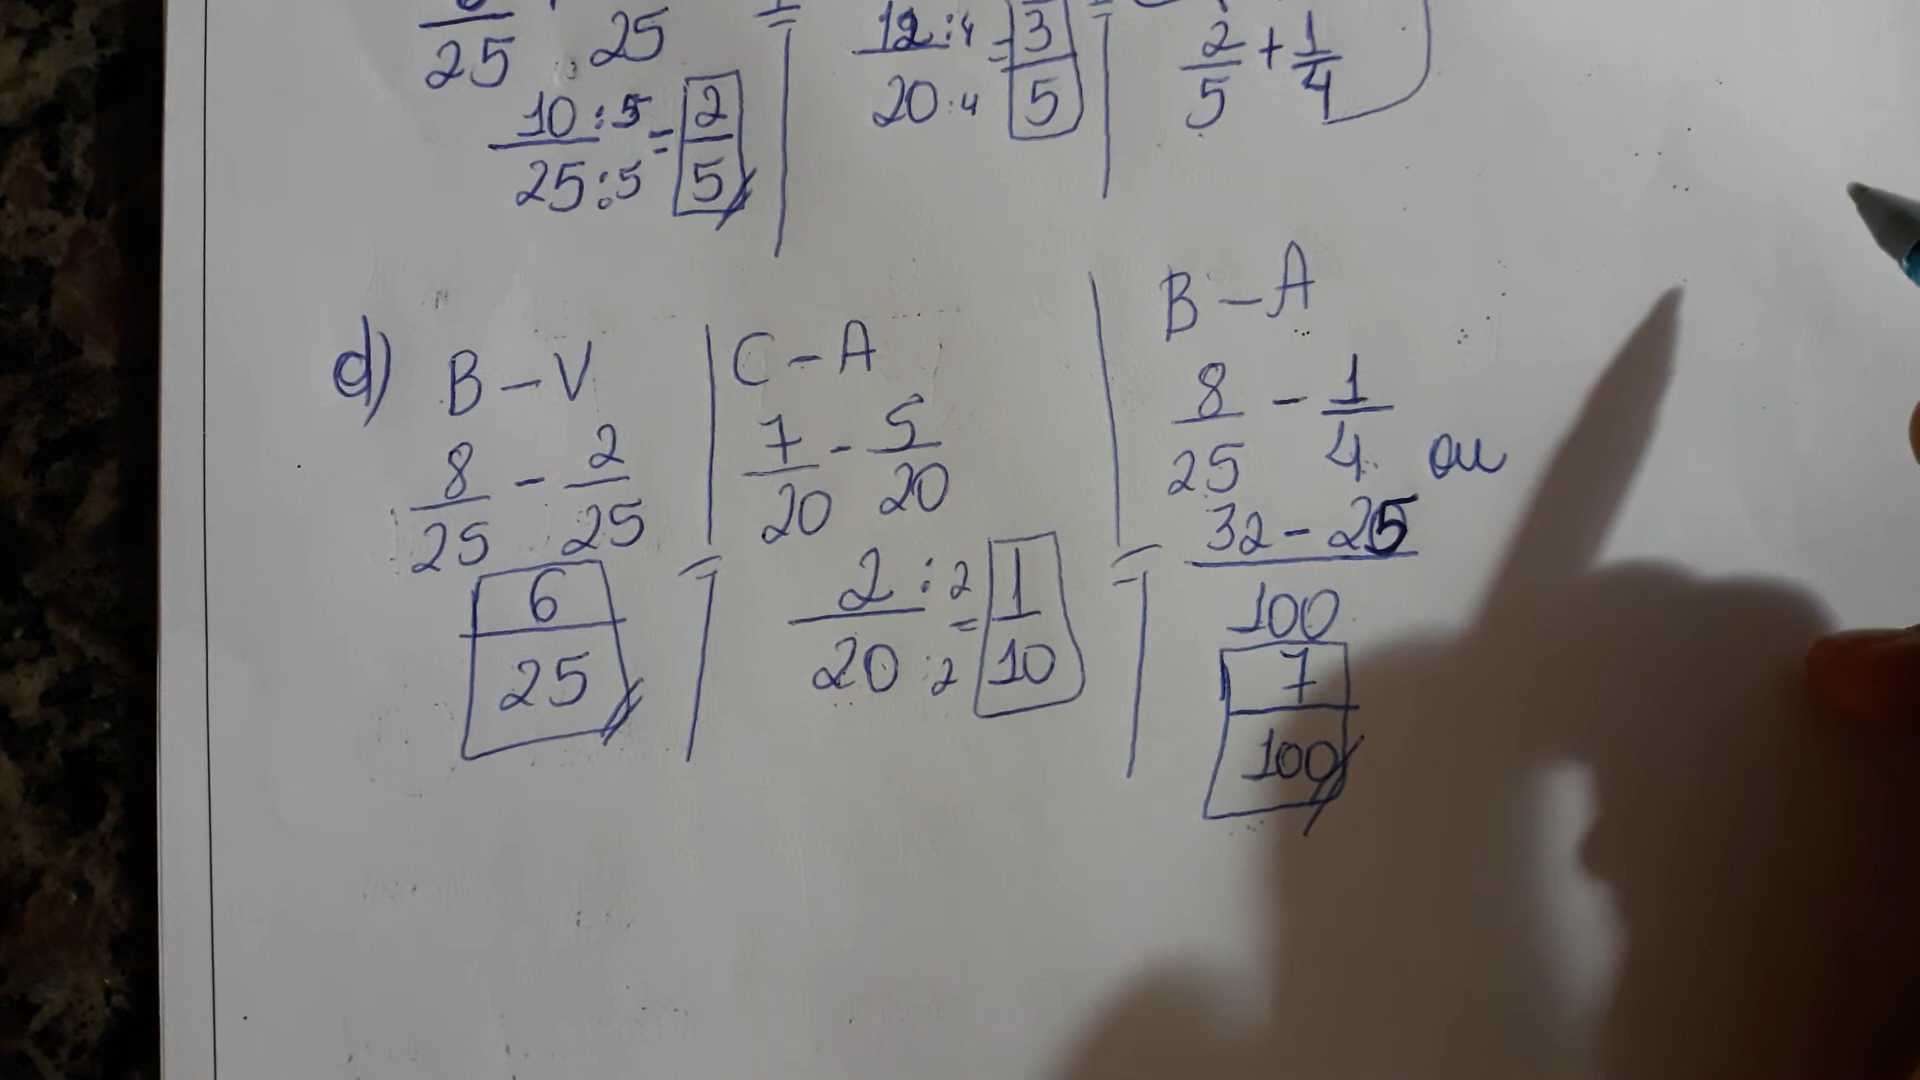 25 25
10:5 = 2
25:5 5
12:4 = 3
20:4 5
2 + 1
5 4
d) B - V
8 - 2
25 25
6
25
C - A
7 - 5
20 20
2:2 = 1
20:2 10
B - A
8 - 1
25 4 ou
32 - 25
100
7
100